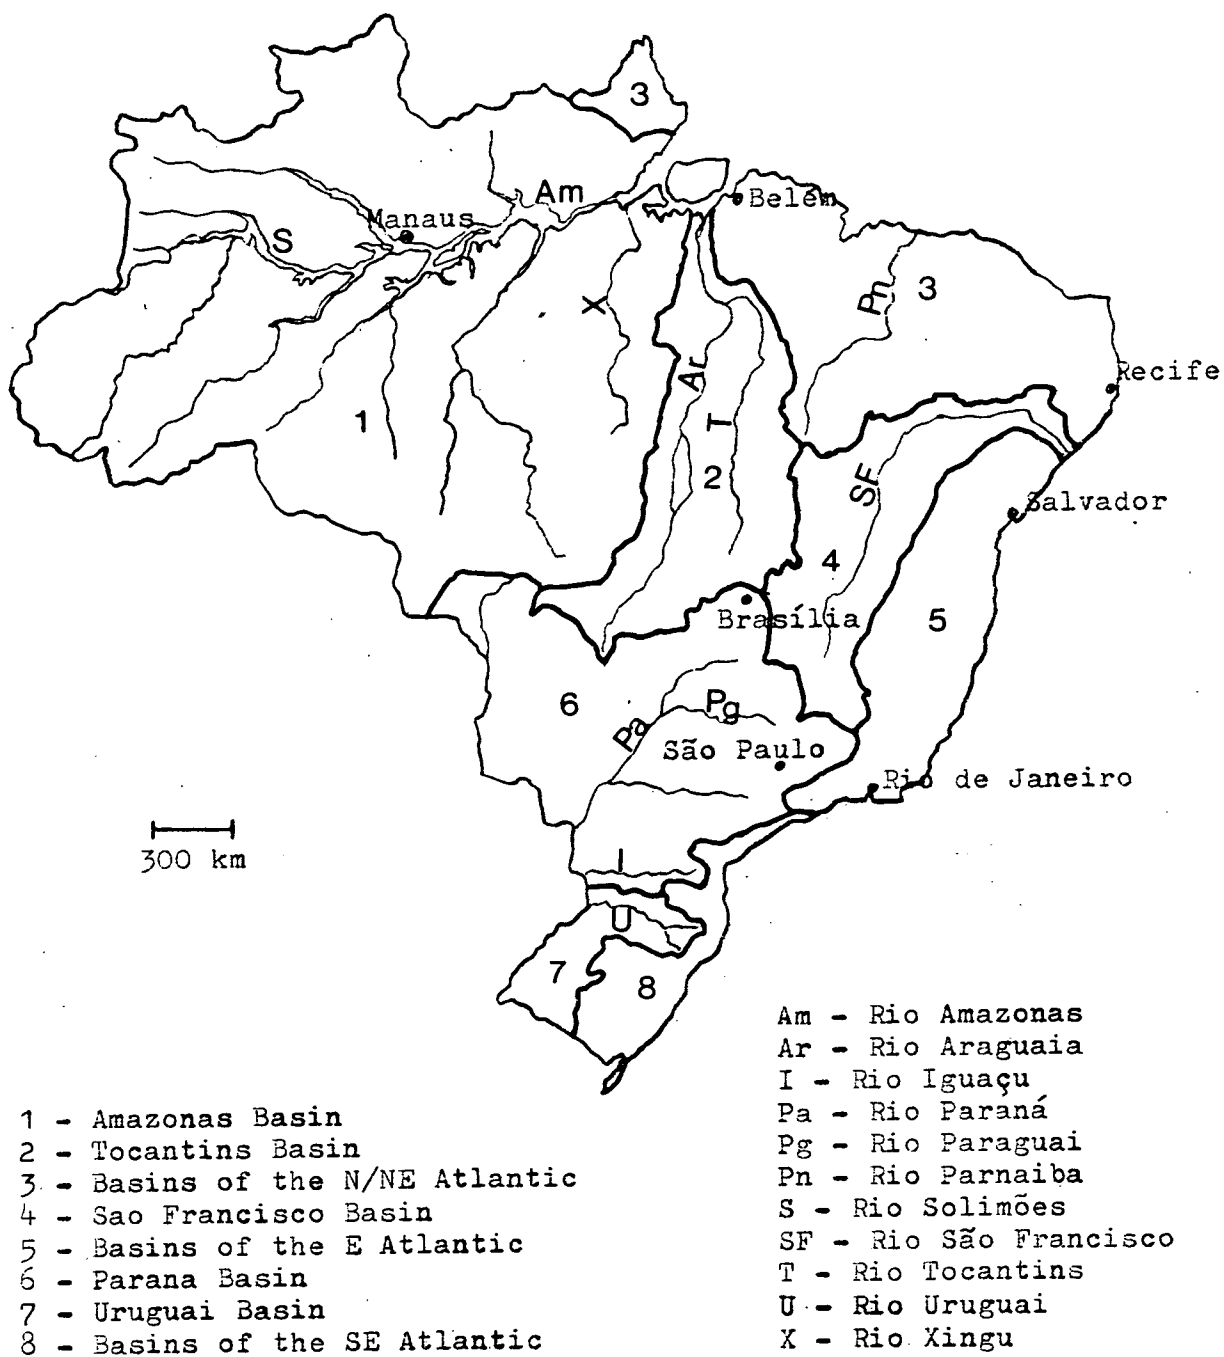 3
Am
Belém
Manaus
S
X
Pn
3
Ar
Recife
1
T
2
SF
Salvador
4
Brasília
5
6
Pg
Pa
São Paulo
Rio de Janeiro
300 km
I
U
7
8
Am - Rio Amazonas
Ar - Rio Araguaia
I - Rio Iguaçu
Pa - Rio Paraná
Pg - Rio Paraguai
Pn - Rio Parnaiba
S - Rio Solimões
SF - Rio São Francisco
T - Rio Tocantins
U - Rio Uruguai
X - Rio Xingu
1 - Amazonas Basin
2 - Tocantins Basin
3 - Basins of the N/NE Atlantic
4 - Sao Francisco Basin
5 - Basins of the E Atlantic
6 - Parana Basin
7 - Uruguai Basin
8 - Basins of the SE Atlantic